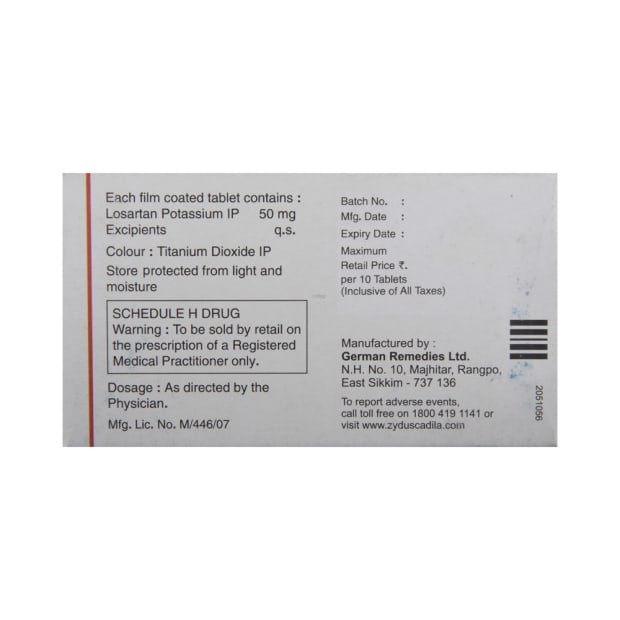 Each film coated tablet contains :
Losartan Potassium IP 50 mg
Excipients q.s.
Colour : Titanium Dioxide IP
Store protected from light and
moisture
SCHEDULE H DRUG
Warning : To be sold by retail on
the prescription of a Registered
Medical Practitioner only.
Dosage : As directed by the
Physician.
Mfg. Lic. No. M/446/07
Batch No. :
Mfg. Date :
Expiry Date :
Maximum
Retail Price ₹.
per 10 Tablets
(Inclusive of All Taxes)
Manufactured by :
German Remedies Ltd.
N.H. No. 10, Majhitar, Rangpo,
East Sikkim - 737 136
To report adverse events,
call toll free on 1800 419 1141 or
visit www.zyduscadila.com
2051056